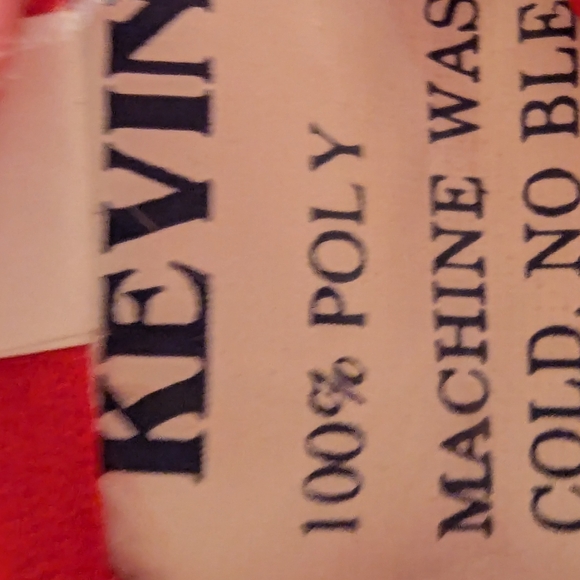 KEVIN
100% POLY
MACHINE WAS
COLD. NO BLE